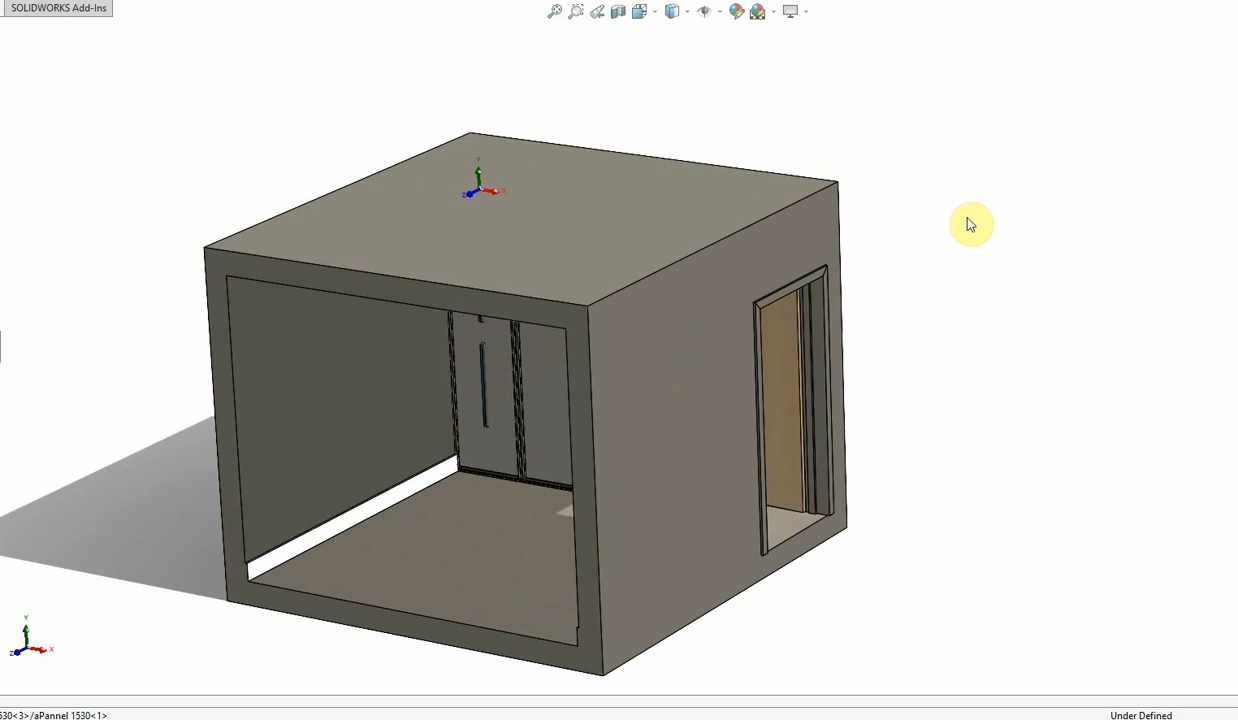 SOLIDWORKS Add-Ins
Y
Z
X
Y
Z
X
530<3>/aPannel 1530<1>
Under Defined